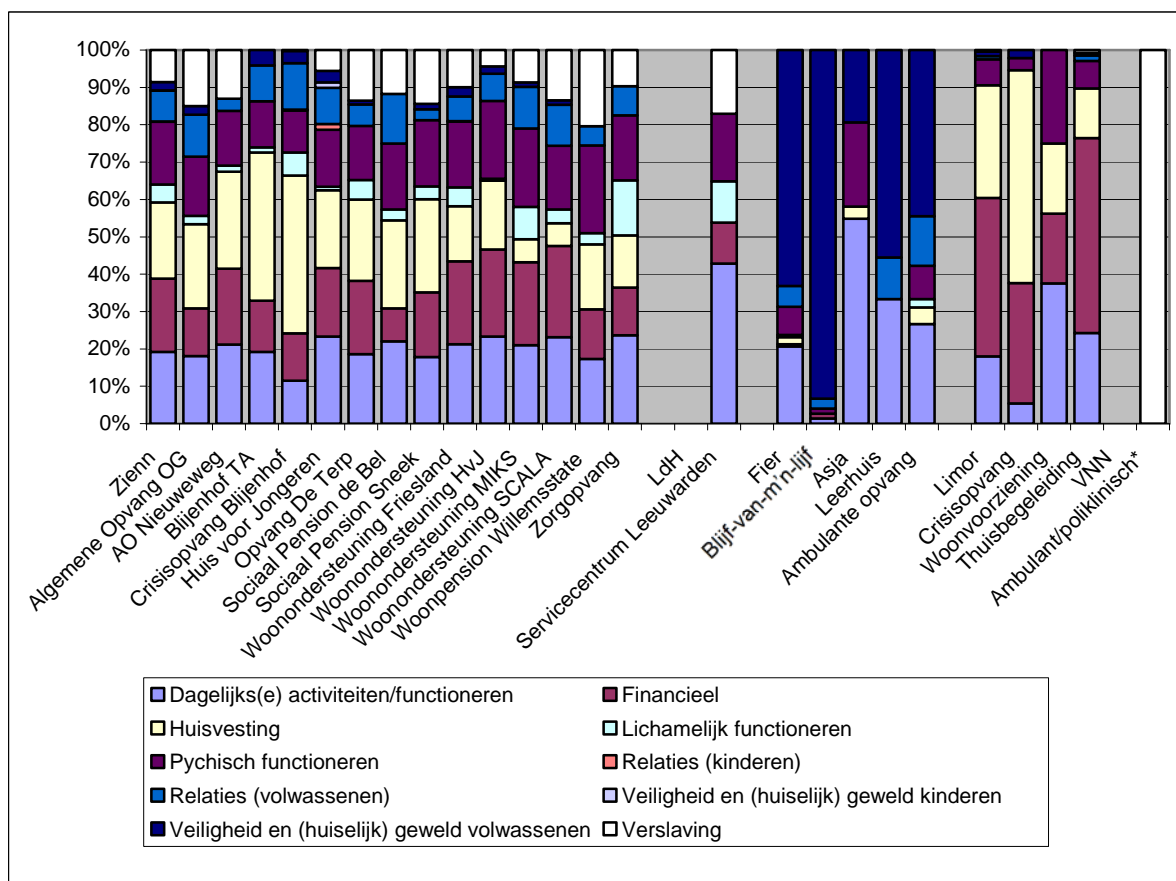 100%
90%
80%
70%
60%
50%
40%
30%
20%
10%
0%
Zienn
Algemene Opvang OG
AO Nieuweweg
Blijenhof TA
Crisisopvang Blijenhof
Huis voor Jongeren
Opvang De Terp
Sociaal Pension de Bel
Sociaal Pension Sneek
Woonondersteuning Friesland
Woonondersteuning HvJ
Woonondersteuning MIKS
Woonondersteuning SCALA
Woonpension Willemsstate
Zorgopvang
LdH
Servicecentrum Leeuwarden
Fier
Blijf-van-m'n-lijf
Asja
Leerhuis
Ambulante opvang
Limor
Crisisopvang
Woonvoorziening
Thuisbegeleiding
VNN
Ambulant/poliklinisch*
Dagelijks(e) activiteiten/functioneren
Financieel
Huisvesting
Lichamelijk functioneren
Pychisch functioneren
Relaties (kinderen)
Relaties (volwassenen)
Veiligheid en (huiselijk) geweld kinderen
Veiligheid en (huiselijk) geweld volwassenen
Verslaving